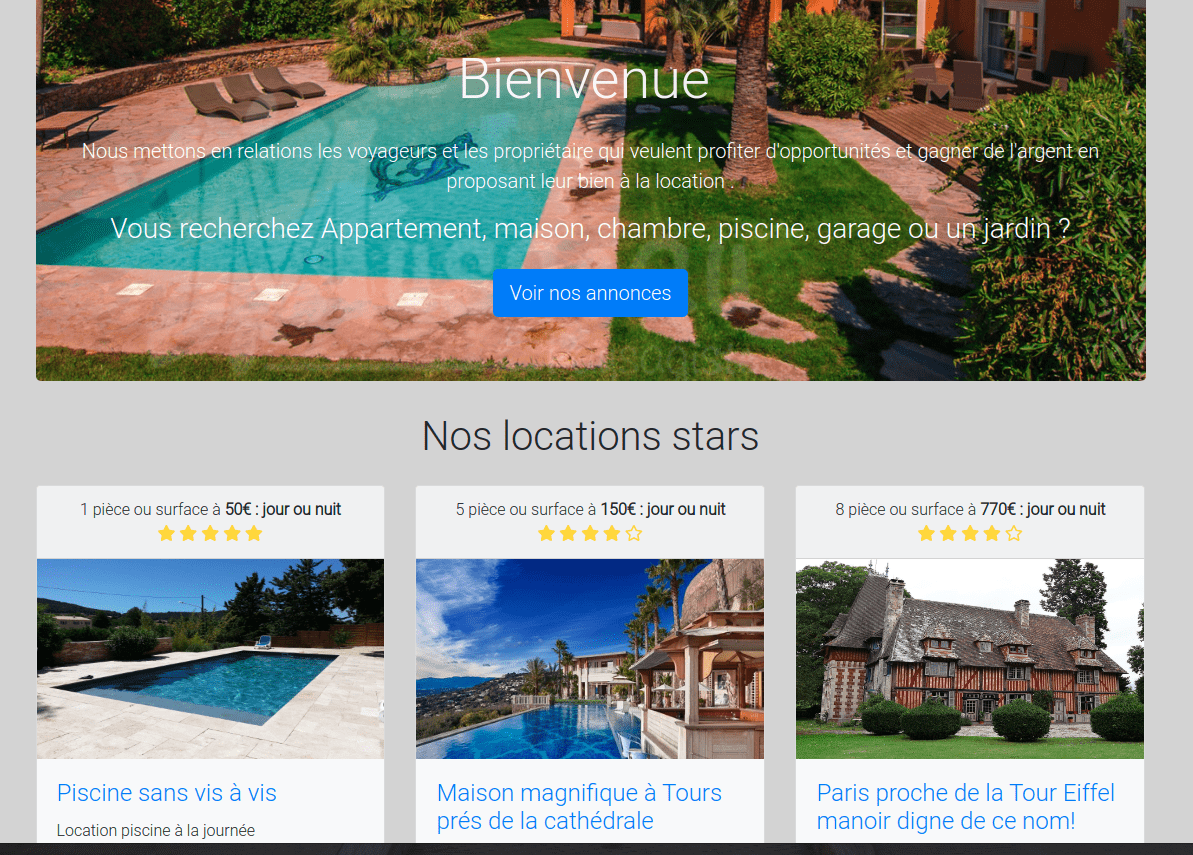 Bienvenue
Nous mettons en relations les voyageurs et les propriétaire qui veulent profiter d'opportunités et gagner de l'argent en
proposant leur bien à la location .
Vous recherchez Appartement, maison, chambre, piscine, garage ou un jardin ?
Voir nos annonces
Nos locations stars
1 pièce ou surface à 50€ : jour ou nuit
5 pièce ou surface à 150€ : jour ou nuit
8 pièce ou surface à 770€ : jour ou nuit
Piscine sans vis à vis
Location piscine à la journée
Maison magnifique à Tours
prés de la cathédrale
Paris proche de la Tour Eiffel
manoir digne de ce nom!